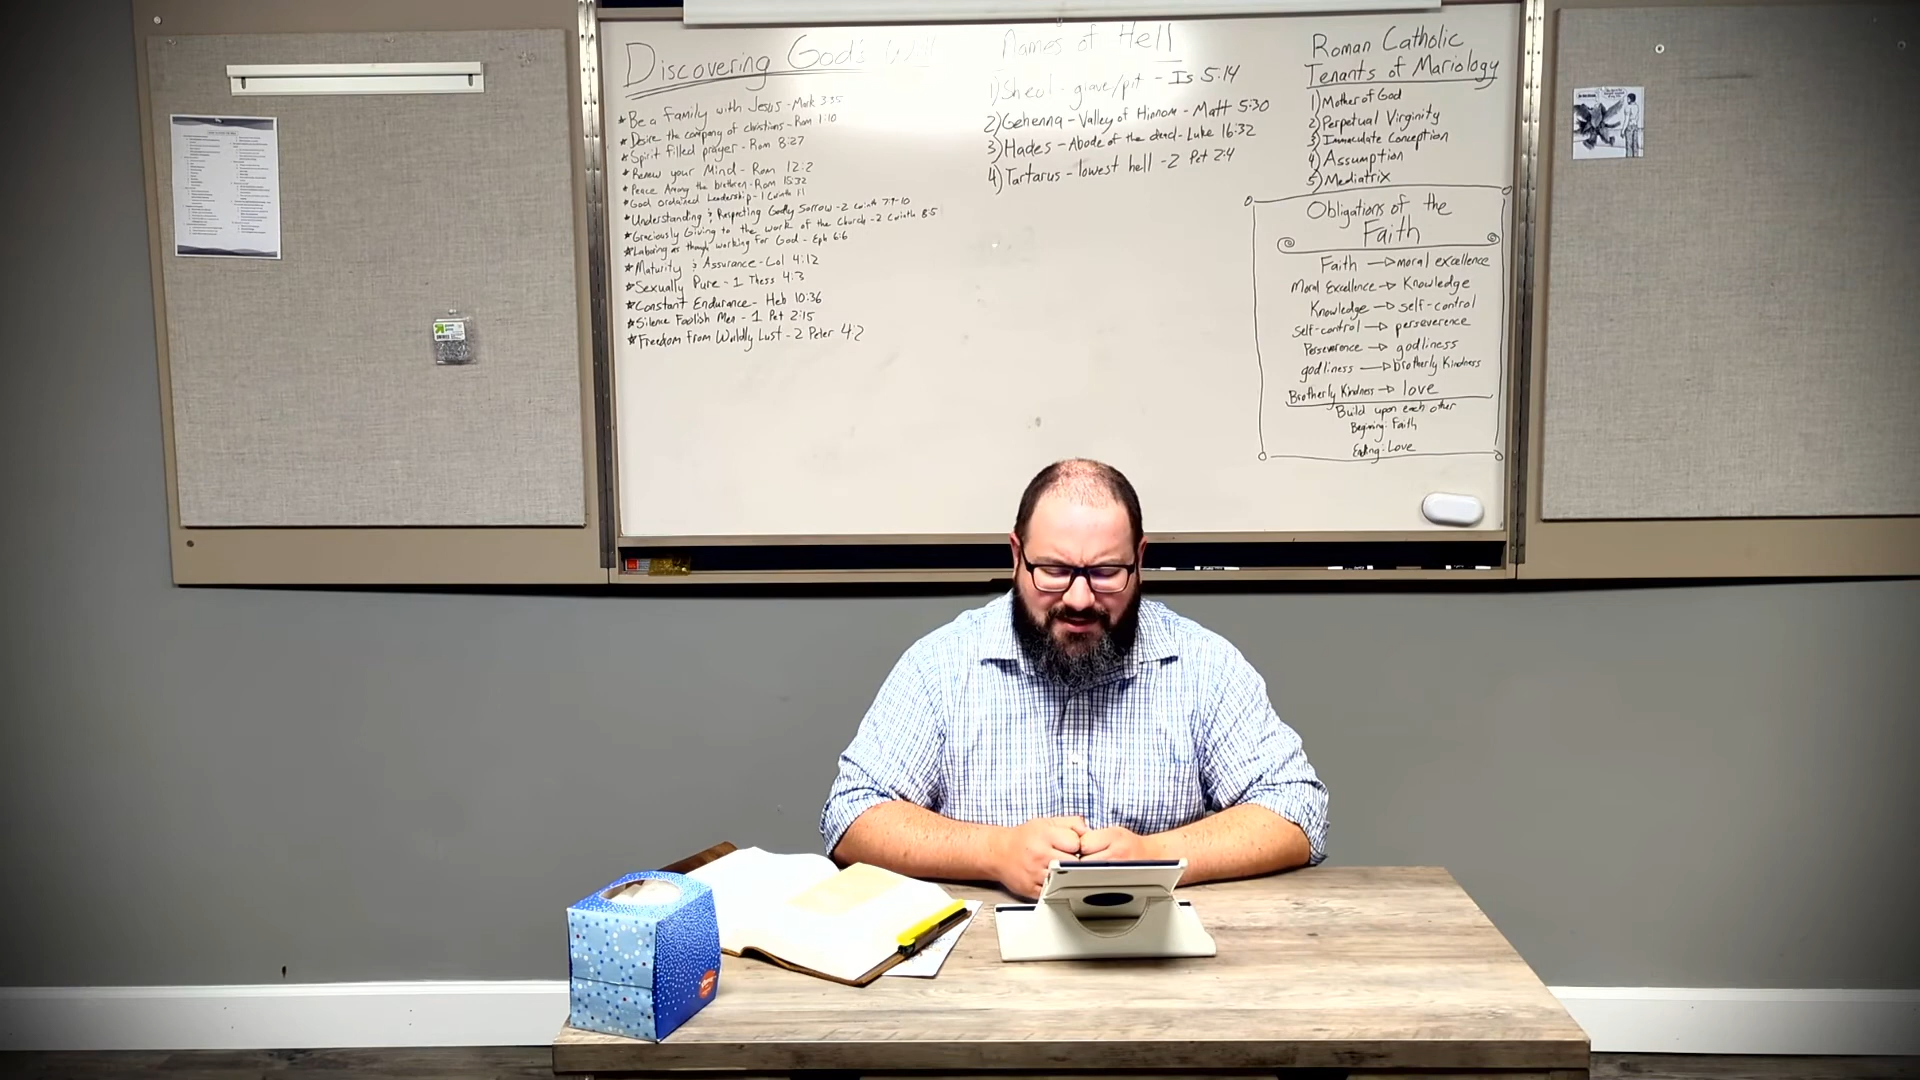 Discovering God's Will
* Be a Family with Jesus - Mark 3:35
* Desire the company of christians - Rom 1:10
* Spirit filled prayer - Rom 8:27
* Renew your Mind - Rom 12:2
* Peace Among the brethren - Rom 15:32
* God ordained Leadership - 1 Corinth 1:1
* Understanding & Respecting Godly Sorrow - 2 Corinth 7:9-10
* Graciously Giving to the work of the Church - 2 Corinth 8:5
* Laboring as though working for God - Eph 6:6
* Maturity & Assurance - Col 4:12
* Sexually Pure - 1 Thess 4:3
* Constant Endurance - Heb 10:36
* Silence Foolish Men - 1 Pet 2:15
* Freedom from Worldly Lust - 2 Peter 4:2
Names of Hell
1) Sheol - grave/pit - Is 5:14
2) Gehenna - Valley of Hinnom - Matt 5:30
3) Hades - Abode of the dead - Luke 16:32
4) Tartarus - lowest hell - 2 Pet 2:4
Roman Catholic
Tenants of Mariology
1) Mother of God
2) Perpetual Virginity
3) Immaculate Conception
4) Assumption
5) Mediatrix
Obligations of the
Faith
Faith → moral excellence
Moral Excellence → Knowledge
Knowledge → self-control
Self-control → perseverence
Perseverence → godliness
godliness → brotherly Kindness
Brotherly Kindness → love
Build upon each other
Begining: Faith
Ending: Love